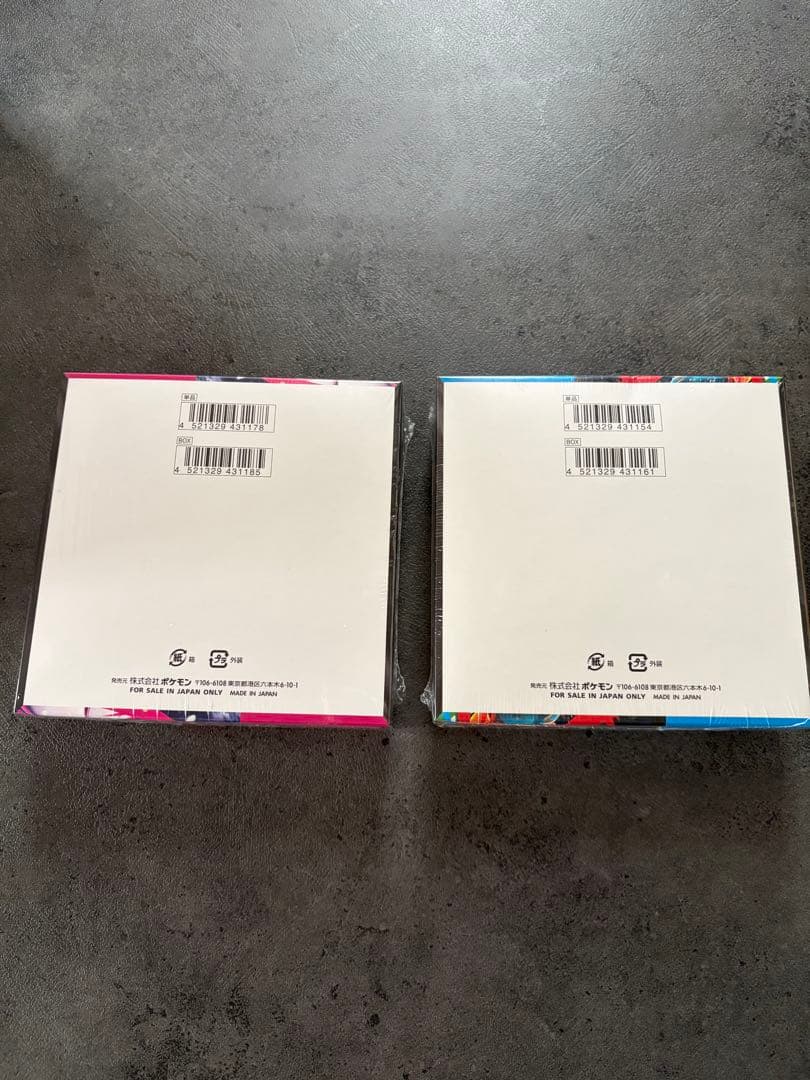 単品
4 521329 431178
BOX
4 521329 431185
紙 箱 プラ 外装
発売元 株式会社ポケモン 〒106-6108 東京都港区六本木6-10-1
FOR SALE IN JAPAN ONLY MADE IN JAPAN
単品
4 521329 431154
BOX
4 521329 431161
紙 箱 プラ 外装
発売元 株式会社ポケモン 〒106-6108 東京都港区六本木6-10-1
FOR SALE IN JAPAN ONLY MADE IN JAPAN